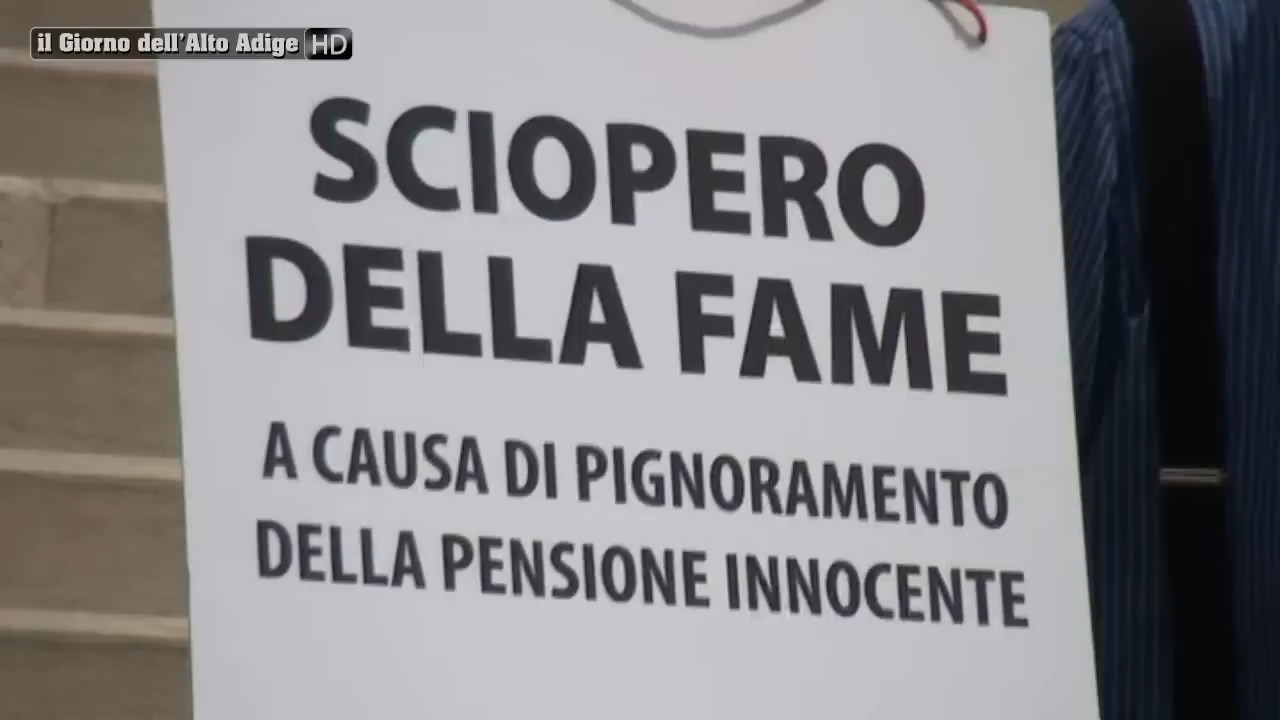 il Giorno dell'Alto Adige HD
SCIOPERO
DELLA FAME
A CAUSA DI PIGNORAMENTO
DELLA PENSIONE INNOCENTE